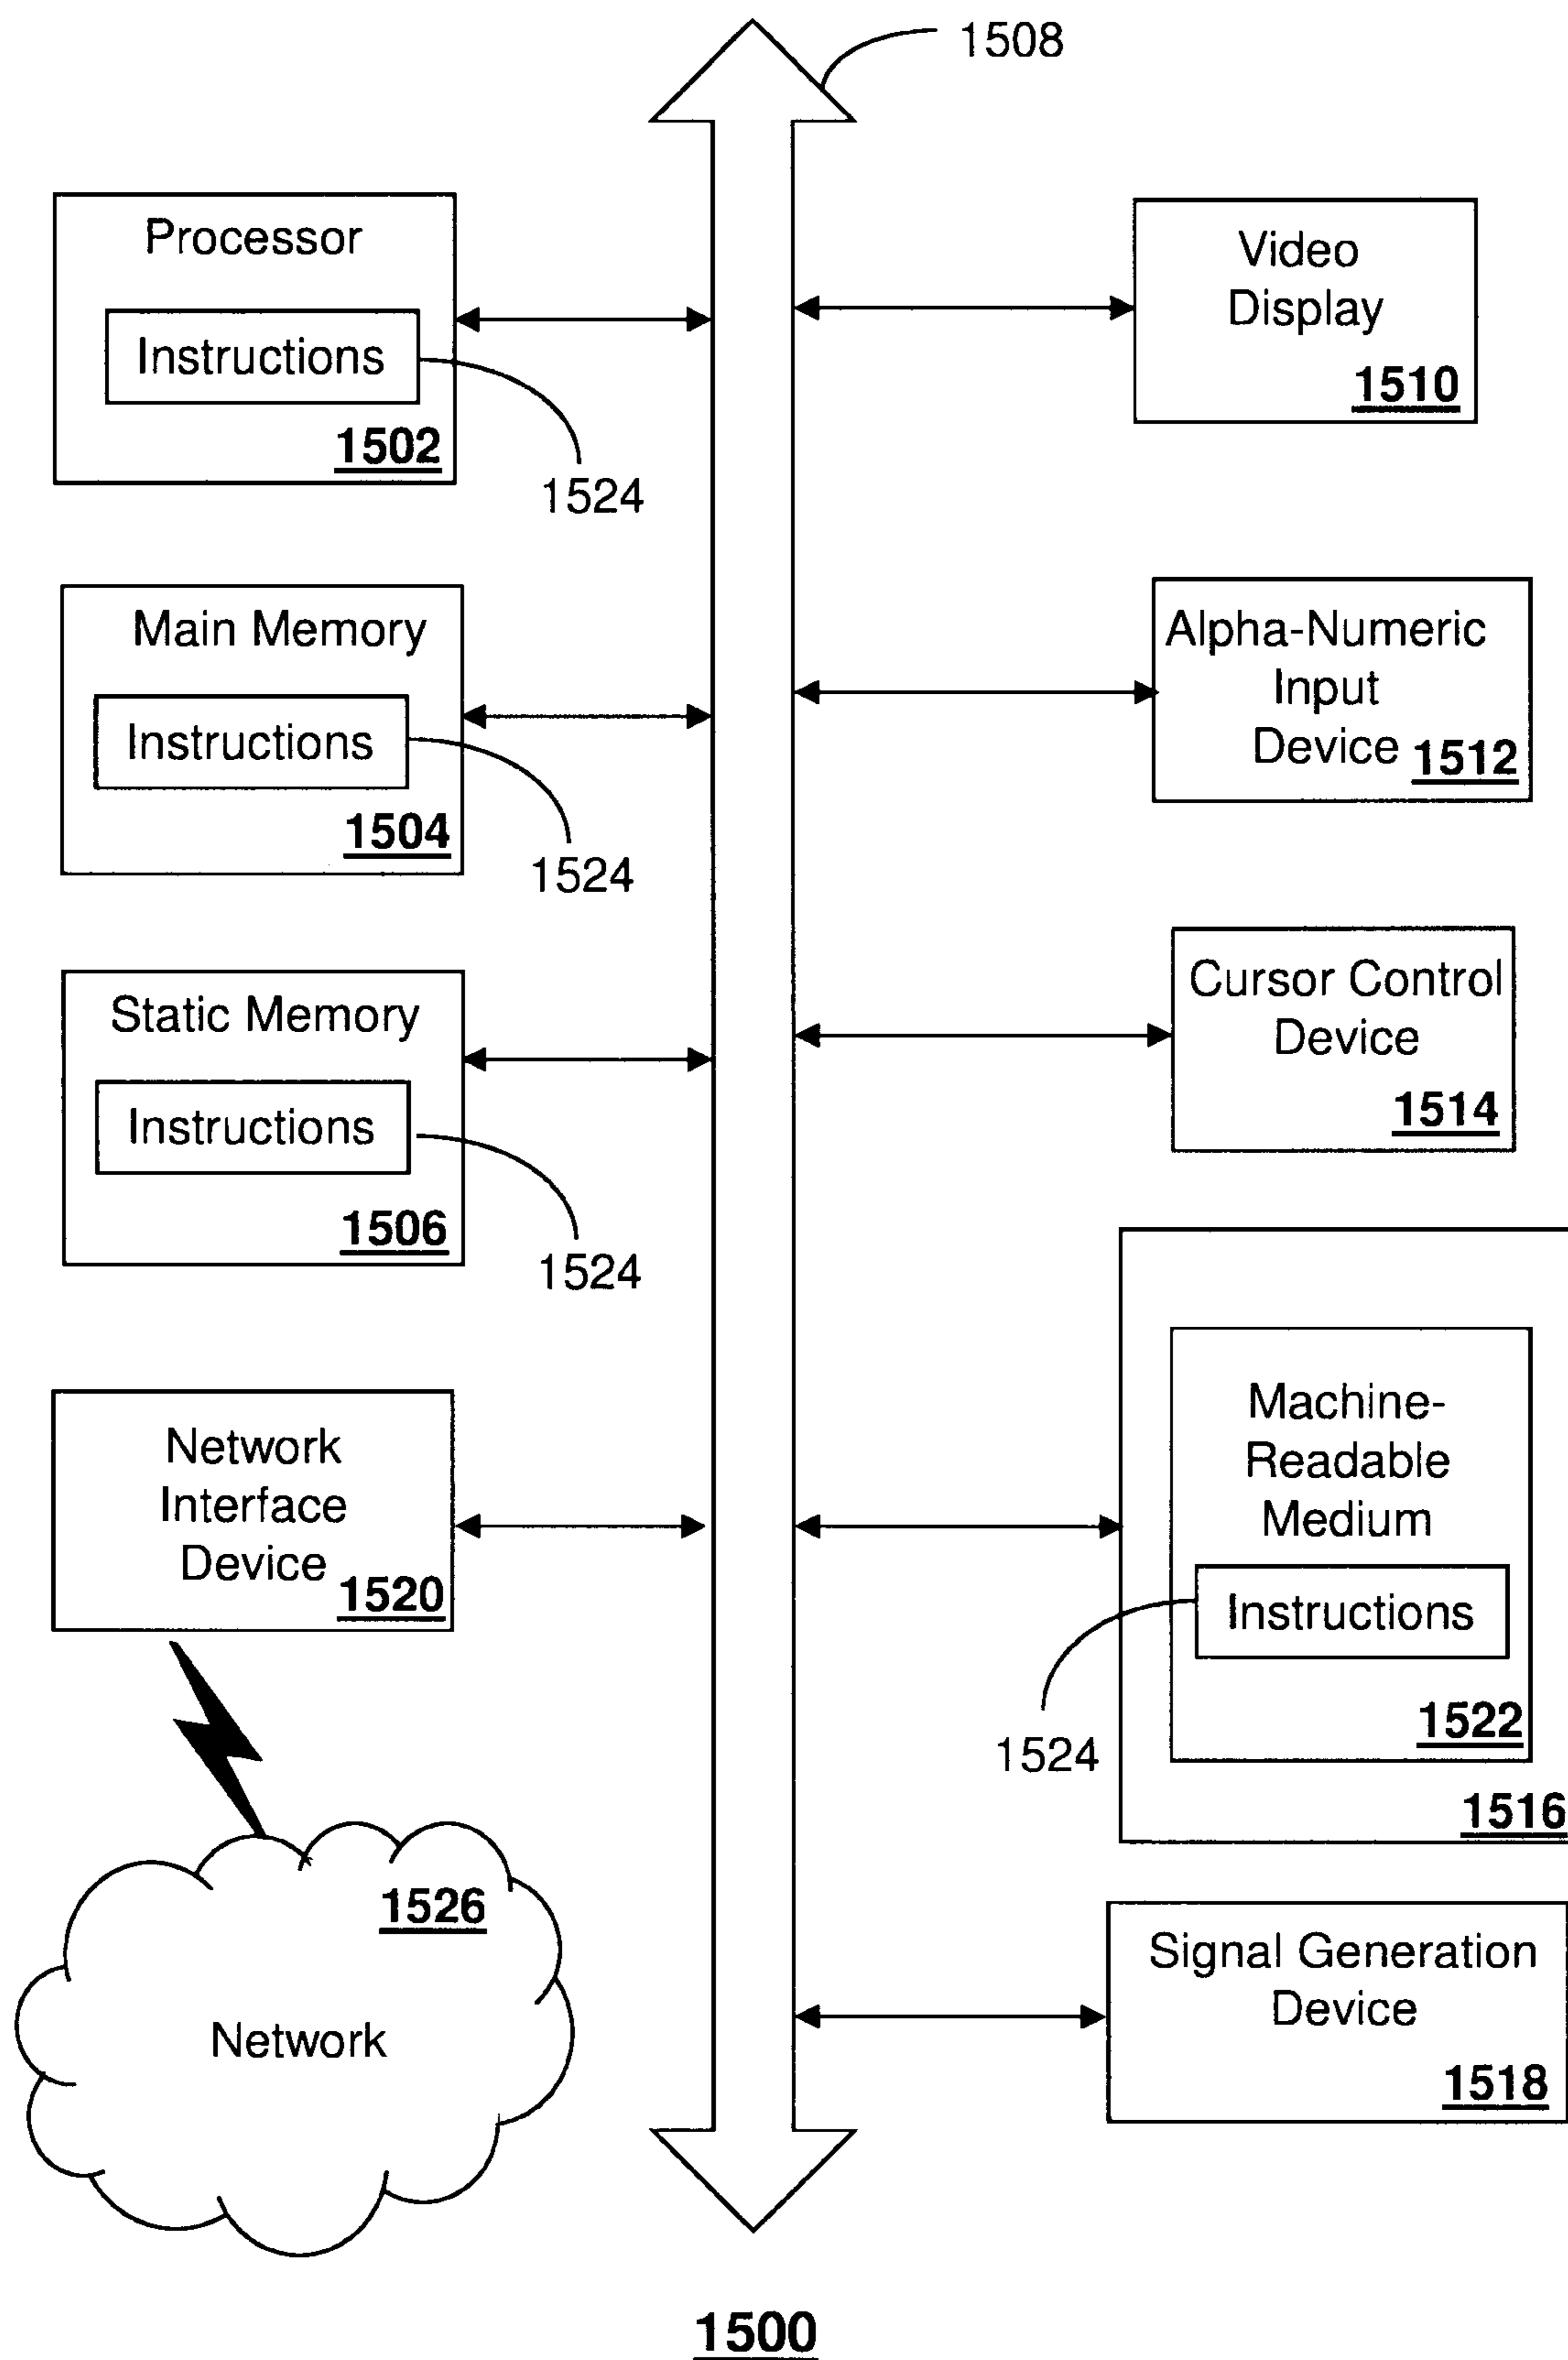 1508
Processor
Instructions
1502
1524
Main Memory
Instructions
1504
1524
Static Memory
Instructions
1506
1524
Network
Interface
Device
1520
1526
Network
Video
Display
1510
Alpha-Numeric
Input
Device 1512
Cursor Control
Device
1514
Machine-
Readable
Medium
Instructions
1522
1524
1516
Signal Generation
Device
1518
1500